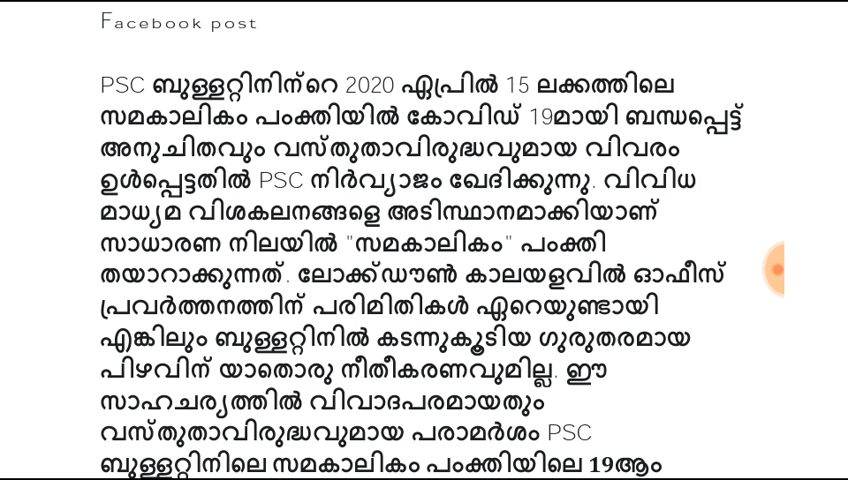 Facebook post
PSC ബുള്ളറ്റിനിന്റെ 2020 ഏപ്രിൽ 15 ലക്കത്തിലെ
സമകാലികം പംക്തിയിൽ കോവിഡ് 19മായി ബന്ധപ്പെട്ട്
അനുചിതവും വസ്തുതാവിരുദ്ധവുമായ വിവരം
ഉൾപ്പെട്ടതിൽ PSC നിർവ്യാജം ഖേദിക്കുന്നു. വിവിധ
മാധ്യമ വിശകലനങ്ങളെ അടിസ്ഥാനമാക്കിയാണ്
സാധാരണ നിലയിൽ "സമകാലികം" പംക്തി
തയാറാക്കുന്നത്. ലോക്ക്ഡൗൺ കാലയളവിൽ ഓഫീസ്
പ്രവർത്തനത്തിന് പരിമിതികൾ ഏറെയുണ്ടായി
എങ്കിലും ബുള്ളറ്റിനിൽ കടന്നുകൂടിയ ഗുരുതരമായ
പിഴവിന് യാതൊരു നീതീകരണവുമില്ല. ഈ
സാഹചര്യത്തിൽ വിവാദപരമായതും
വസ്തുതാവിരുദ്ധവുമായ പരാമർശം PSC
ബുള്ളറ്റിനിലെ സമകാലികം പംക്തിയിലെ 19ആം